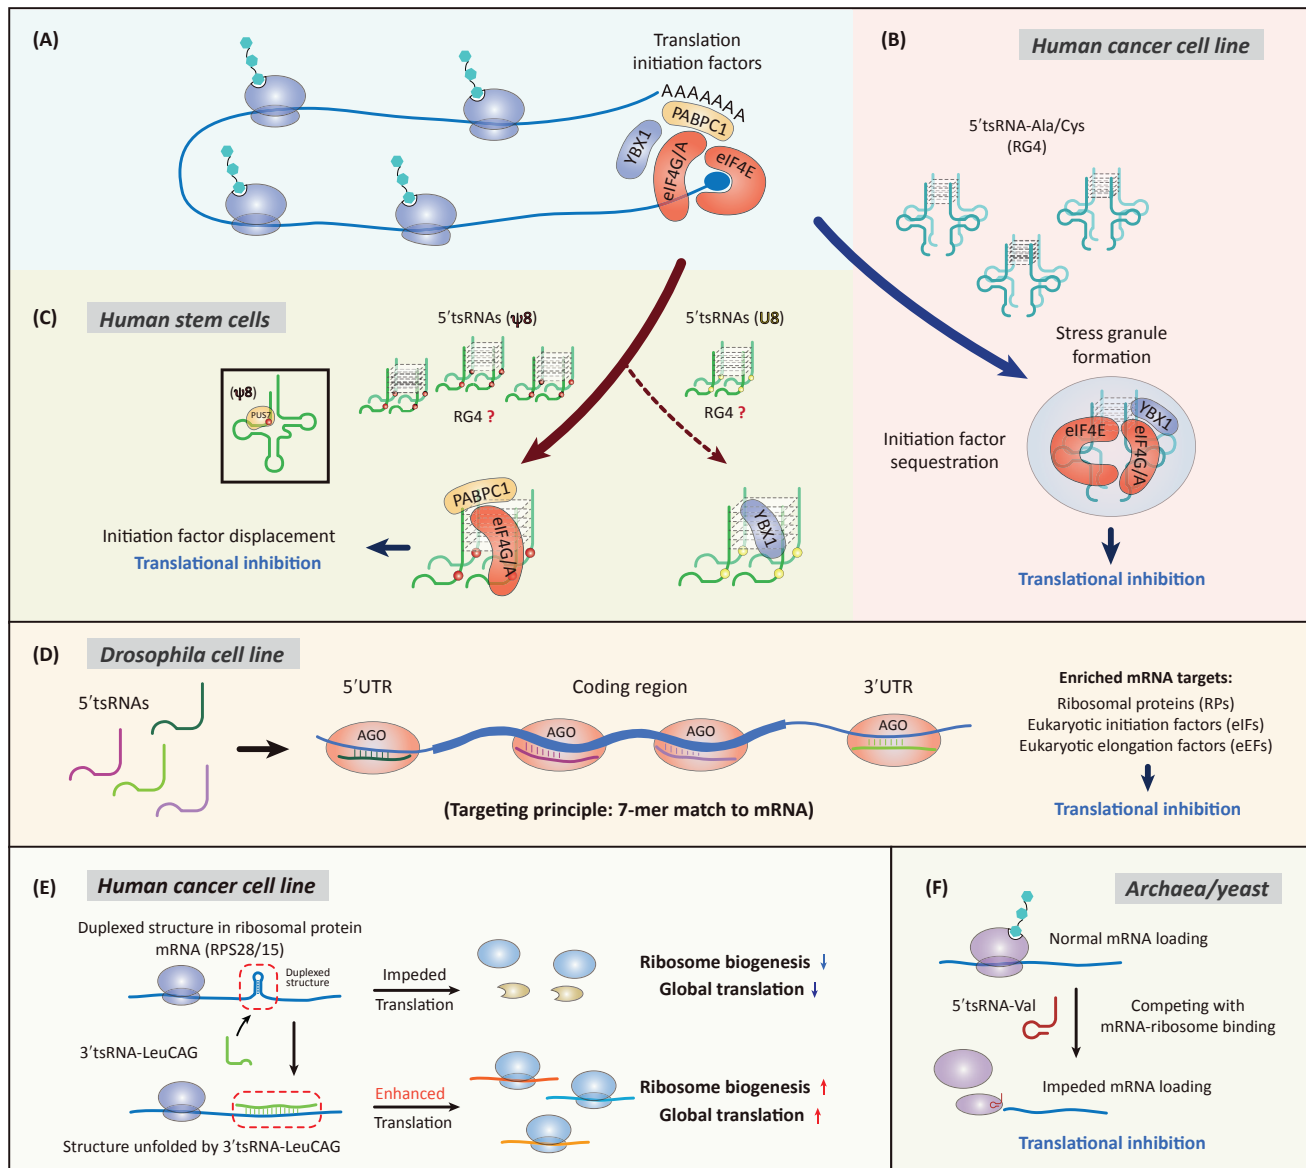 (A)
Translation
initiation factors
AAAAAAA
PABPC1
YBX1
eIF4G/A
eIF4E
(B)
Human cancer cell line
5′tsRNA-Ala/Cys
(RG4)
Stress granule
formation
YBX1
eIF4E
eIF4G/A
Initiation factor
sequestration
Translational inhibition
(C)
Human stem cells
5′tsRNAs (ψ8)
5′tsRNAs (U8)
(ψ8)
PUS7
RG4 ?
RG4 ?
PABPC1
eIF4G/A
YBX1
Initiation factor displacement
Translational inhibition
(D)
Drosophila cell line
5′tsRNAs
5′UTR
Coding region
3′UTR
AGO
AGO
AGO
AGO
(Targeting principle: 7-mer match to mRNA)
Enriched mRNA targets:
Ribosomal proteins (RPs)
Eukaryotic initiation factors (eIFs)
Eukaryotic elongation factors (eEFs)
Translational inhibition
(E)
Human cancer cell line
Duplexed structure in ribosomal protein
mRNA (RPS28/15)
Duplexed
structure
Impeded
Translation
Ribosome biogenesis ↓
Global translation ↓
3′tsRNA-LeuCAG
Enhanced
Translation
Ribosome biogenesis ↑
Global translation ↑
Structure unfolded by 3′tsRNA-LeuCAG
(F)
Archaea/yeast
Normal mRNA loading
5′tsRNA-Val
Competing with
mRNA-ribosome binding
Impeded mRNA loading
Translational inhibition